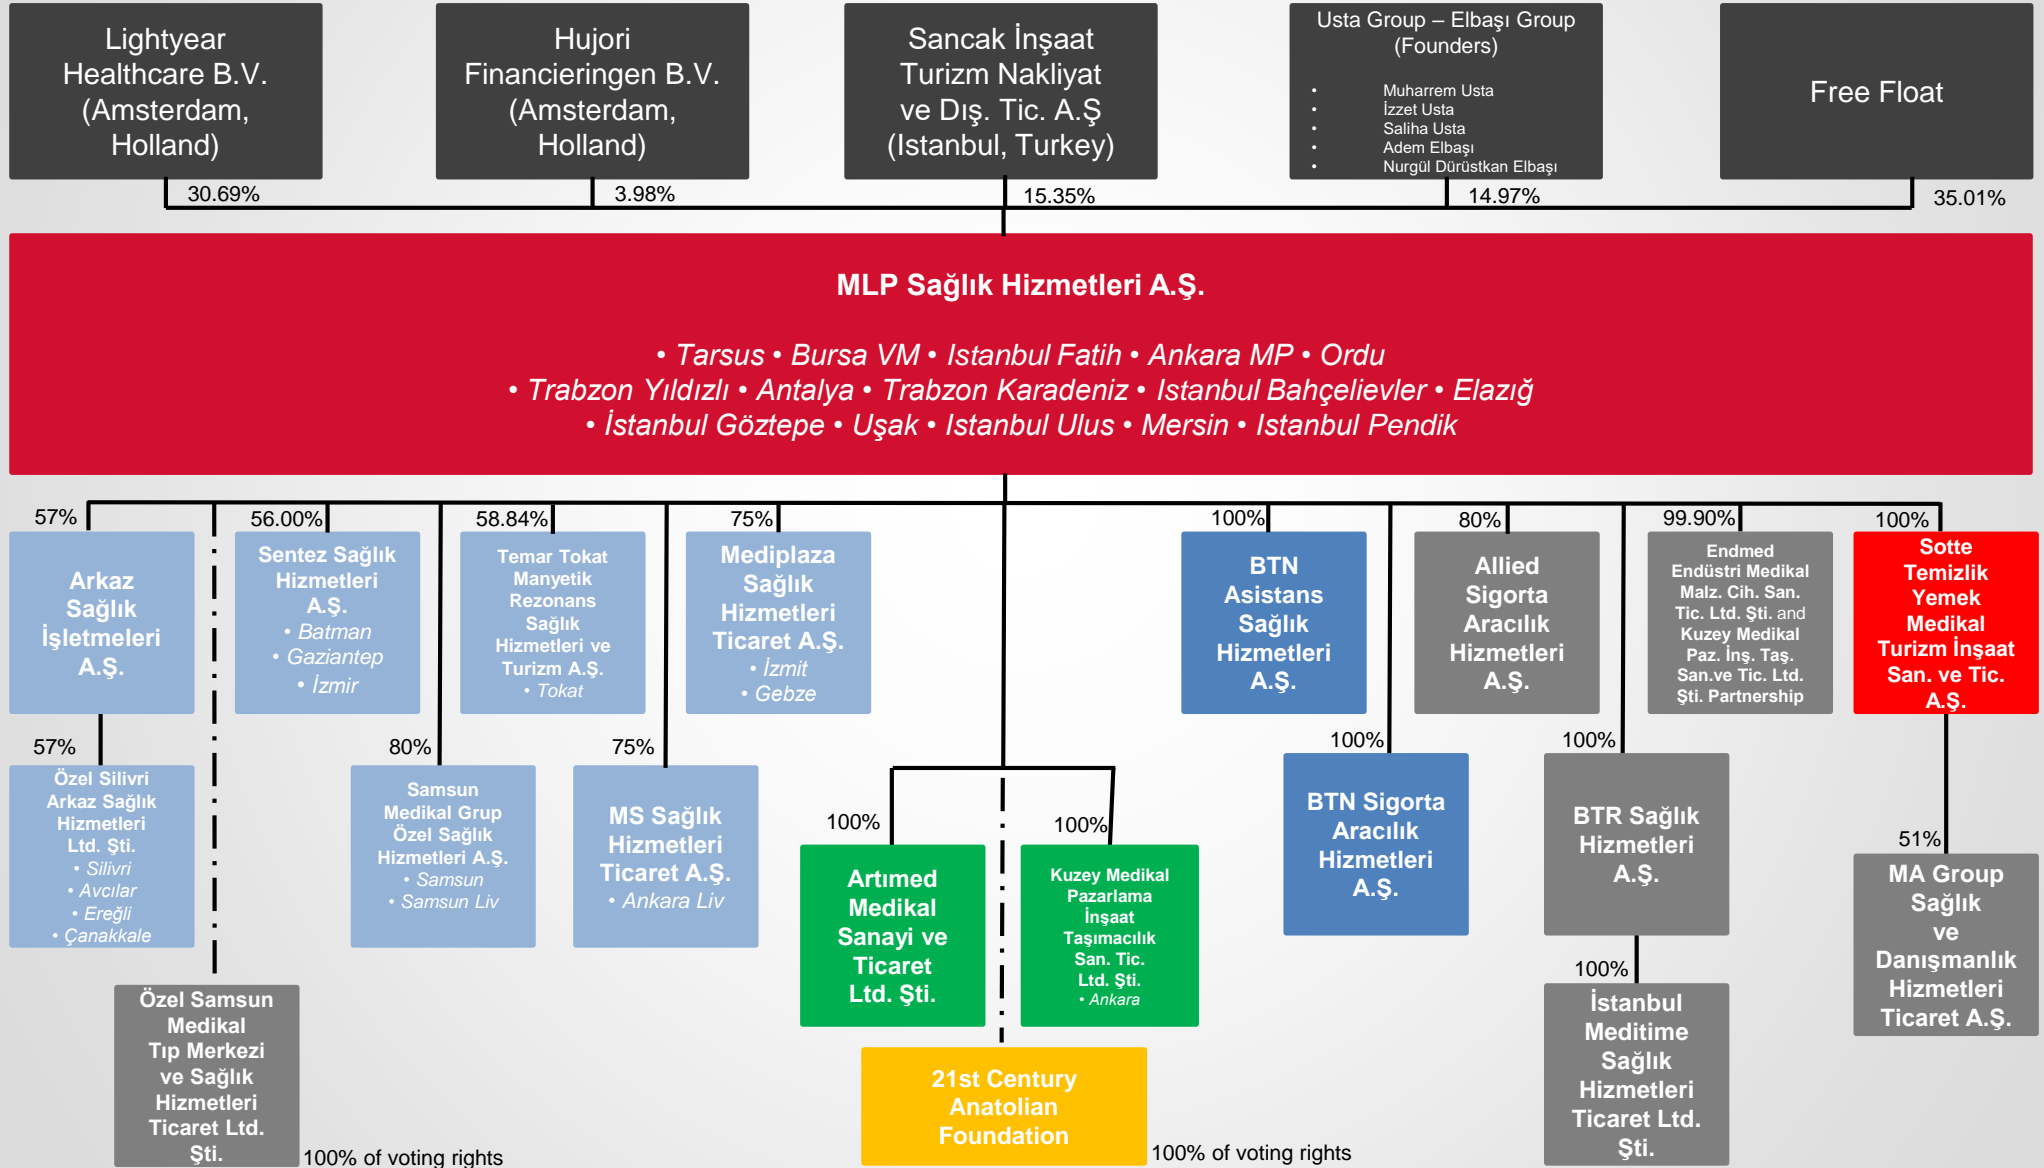 Lightyear
Healthcare B.V.
(Amsterdam,
Holland)
Hujori
Financieringen B.V.
(Amsterdam,
Holland)
Sancak İnşaat
Turizm Nakliyat
ve Dış. Tic. A.Ş
(Istanbul, Turkey)
Usta Group – Elbaşı Group
(Founders)
• Muharrem Usta
• İzzet Usta
• Saliha Usta
• Adem Elbaşı
• Nurgül Dürüstkan Elbaşı
Free Float
30.69%
3.98%
15.35%
14.97%
35.01%
MLP Sağlık Hizmetleri A.Ş.
• Tarsus • Bursa VM • Istanbul Fatih • Ankara MP • Ordu
• Trabzon Yıldızlı • Antalya • Trabzon Karadeniz • Istanbul Bahçelievler • Elazığ
• İstanbul Göztepe • Uşak • Istanbul Ulus • Mersin • Istanbul Pendik
57%
Arkaz
Sağlık
İşletmeleri
A.Ş.
56.00%
Sentez Sağlık
Hizmetleri
A.Ş.
• Batman
• Gaziantep
• İzmir
58.84%
Temar Tokat
Manyetik
Rezonans
Sağlık
Hizmetleri ve
Turizm A.Ş.
• Tokat
75%
Mediplaza
Sağlık
Hizmetleri
Ticaret A.Ş.
• İzmit
• Gebze
100%
BTN
Asistans
Sağlık
Hizmetleri
A.Ş.
80%
Allied
Sigorta
Aracılık
Hizmetleri
A.Ş.
99.90%
Endmed
Endüstri Medikal
Malz. Cih. San.
Tic. Ltd. Şti. and
Kuzey Medikal
Paz. İnş. Taş.
San.ve Tic. Ltd.
Şti. Partnership
100%
Sotte
Temizlik
Yemek
Medikal
Turizm İnşaat
San. ve Tic.
A.Ş.
57%
Özel Silivri
Arkaz Sağlık
Hizmetleri
Ltd. Şti.
• Silivri
• Avcılar
• Ereğli
• Çanakkale
80%
Samsun
Medikal Grup
Özel Sağlık
Hizmetleri A.Ş.
• Samsun
• Samsun Liv
75%
MS Sağlık
Hizmetleri
Ticaret A.Ş.
• Ankara Liv
100%
Artımed
Medikal
Sanayi ve
Ticaret
Ltd. Şti.
100%
Kuzey Medikal
Pazarlama
İnşaat
Taşımacılık
San. Tic.
Ltd. Şti.
• Ankara
100%
BTN Sigorta
Aracılık
Hizmetleri
A.Ş.
100%
BTR Sağlık
Hizmetleri
A.Ş.
51%
MA Group
Sağlık
ve
Danışmanlık
Hizmetleri
Ticaret A.Ş.
Özel Samsun
Medikal
Tıp Merkezi
ve Sağlık
Hizmetleri
Ticaret Ltd.
Şti.
100% of voting rights
21st Century
Anatolian
Foundation
100% of voting rights
100%
İstanbul
Meditime
Sağlık
Hizmetleri
Ticaret Ltd.
Şti.